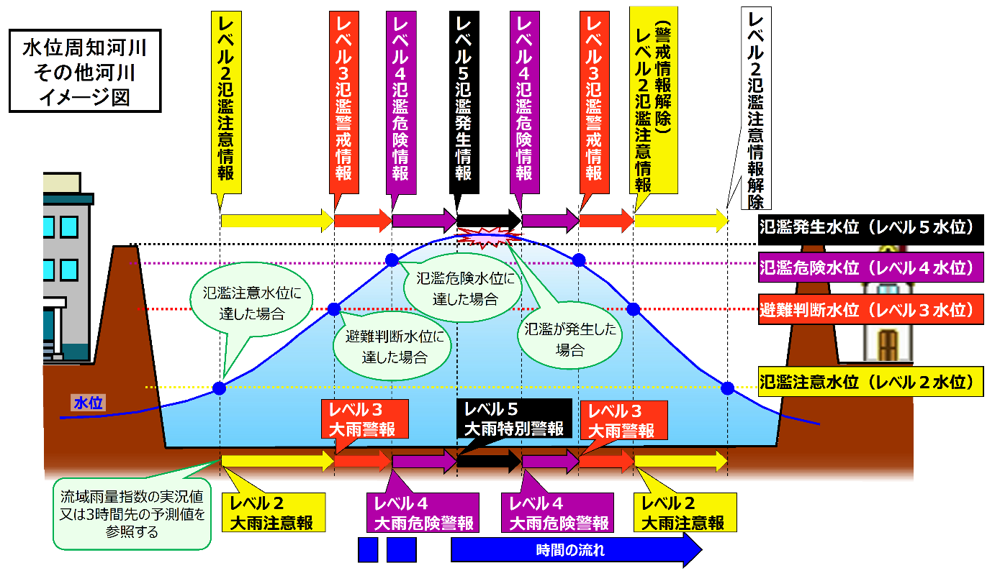 水位周知河川
その他河川
イメージ図
レベル2氾濫注意情報
レベル3氾濫警戒情報
レベル4氾濫危険情報
レベル5氾濫発生情報
レベル4氾濫危険情報
レベル3氾濫警戒情報
(警戒情報解除)
レベル2氾濫注意情報
レベル2氾濫注意情報解除
氾濫発生水位（レベル５水位）
氾濫危険水位（レベル４水位）
避難判断水位（レベル３水位）
氾濫注意水位（レベル２水位）
氾濫注意水位に
達した場合
避難判断水位に
達した場合
氾濫危険水位に
達した場合
氾濫が発生した
場合
水位
レベル３
大雨警報
レベル５
大雨特別警報
レベル３
大雨警報
流域雨量指数の実況値
又は3時間先の予測値を
参照する
レベル２
大雨注意報
レベル４
大雨危険警報
レベル４
大雨危険警報
レベル２
大雨注意報
時間の流れ